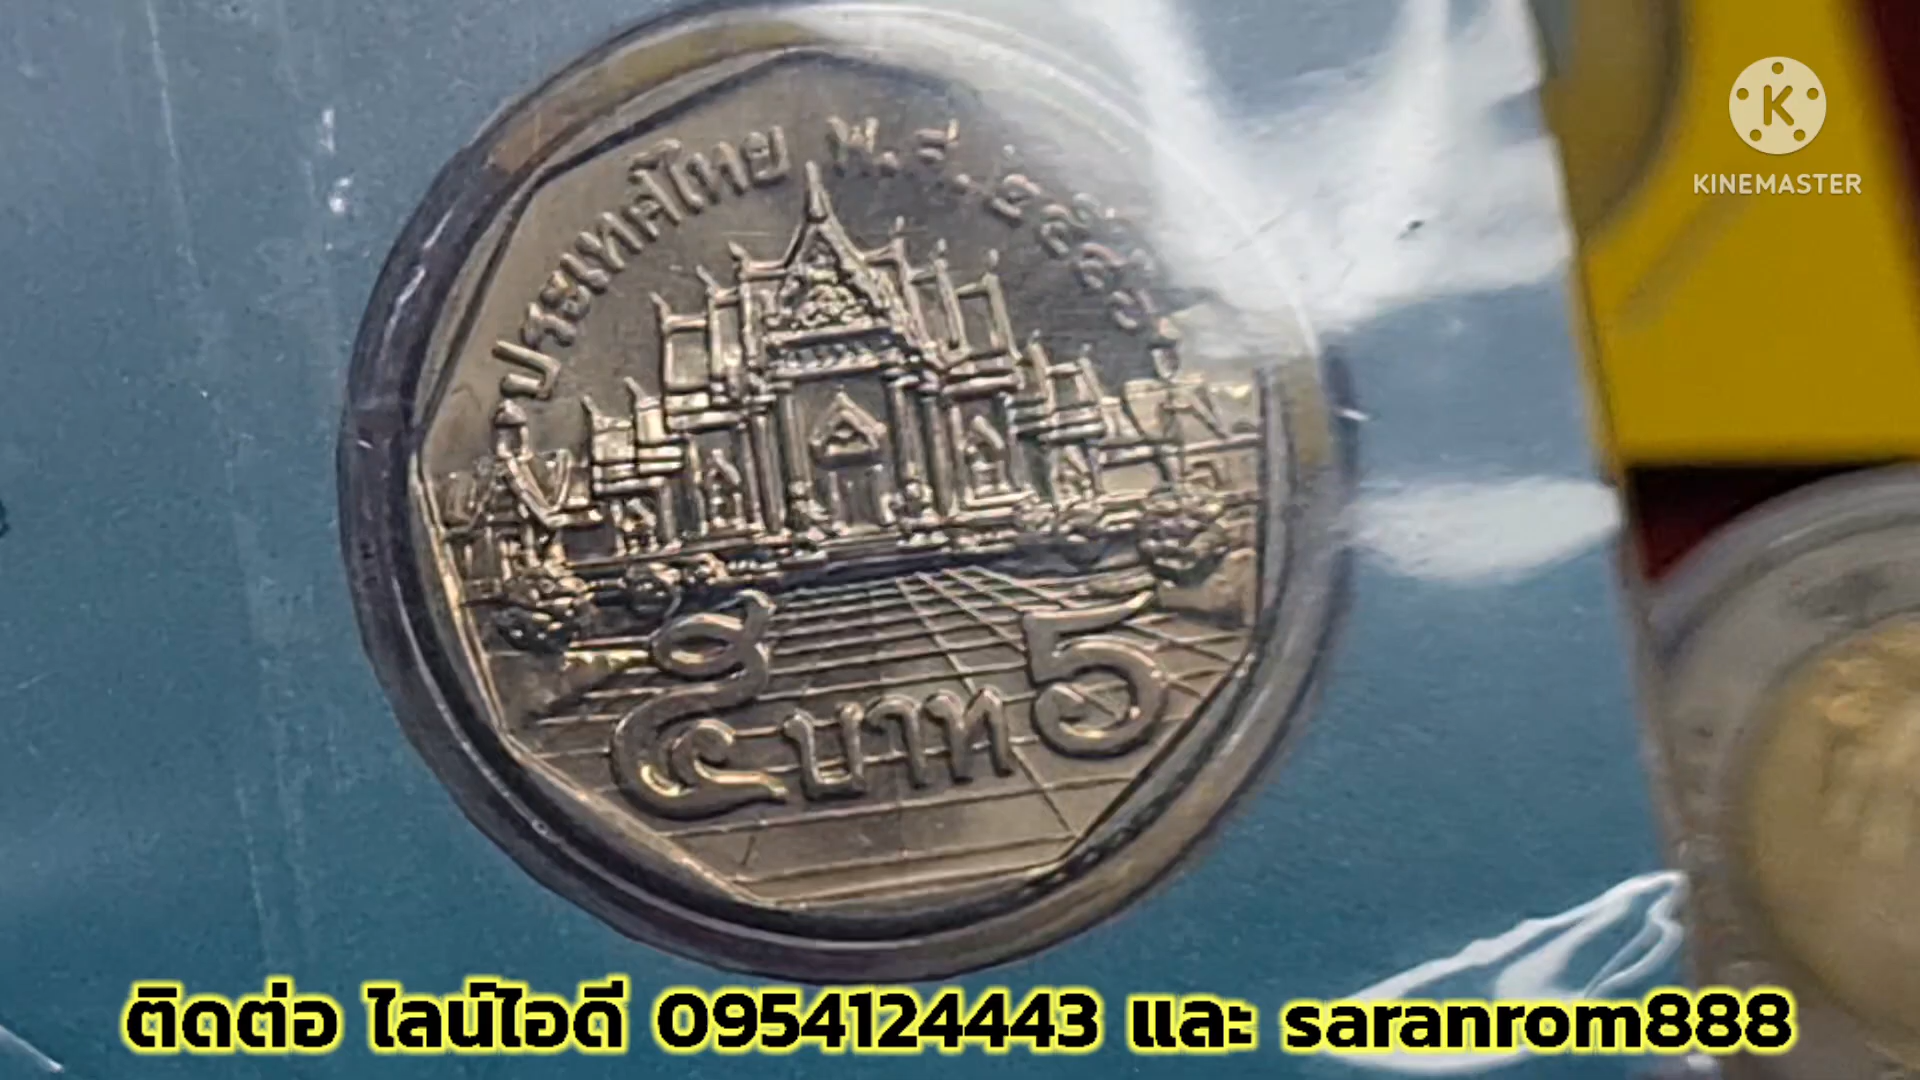 ประเทศไทย พ.ศ.
๕ บาท 5
K
KINEMASTER
ติดต่อ ไลน์ไอดี 0954124443 และ saranrom888